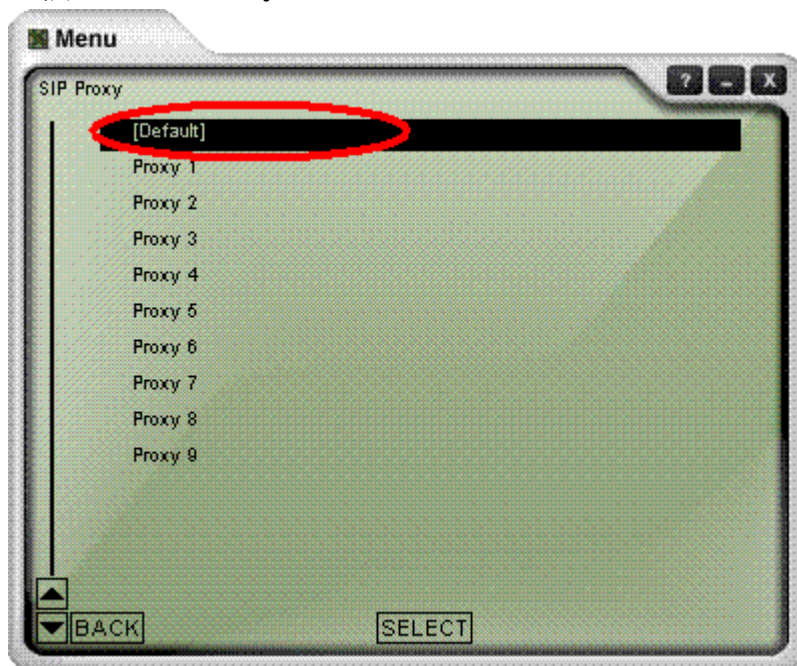 Menu
SIP Proxy
? - X
[Default]
Proxy 1
Proxy 2
Proxy 3
Proxy 4
Proxy 5
Proxy 6
Proxy 7
Proxy 8
Proxy 9
BACK
SELECT